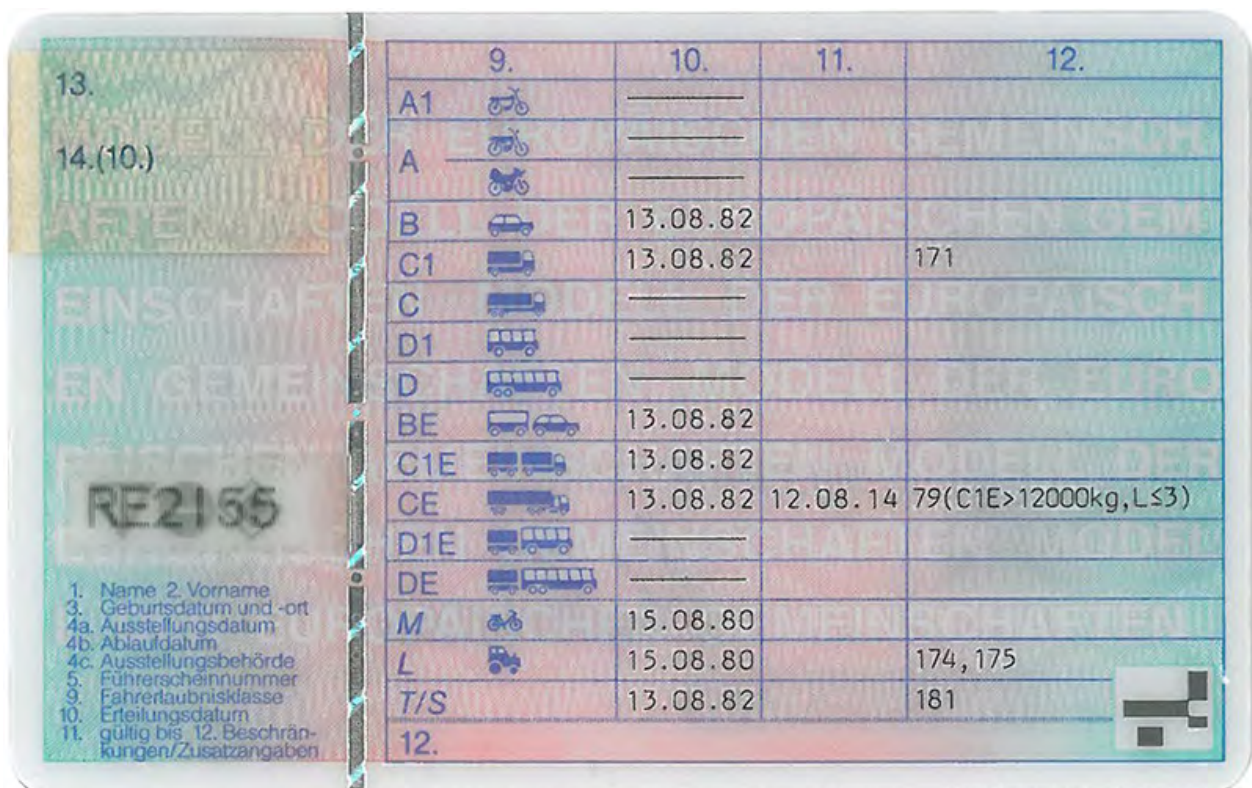 13.
14.(10.)
9. 10. 11. 12.
A1
A
B 13.08.82
C1 13.08.82 171
C
D1
D
BE 13.08.82
C1E 13.08.82
CE 13.08.82 12.08.14 79(C1E>12000kg,L≤3)
D1E
DE
M 15.08.80
L 15.08.80 174,175
T/S 13.08.82 181
12.
RE2155
1. Name 2. Vorname
3. Geburtsdatum und -ort
4a. Ausstellungsdatum
4b. Ablaufdatum
4c. Ausstellungsbehörde
5. Führerscheinnummer
9. Fahrerlaubnisklasse
10. Erteilungsdatum
11. gültig bis 12. Beschrän-
kungen/Zusatzangaben